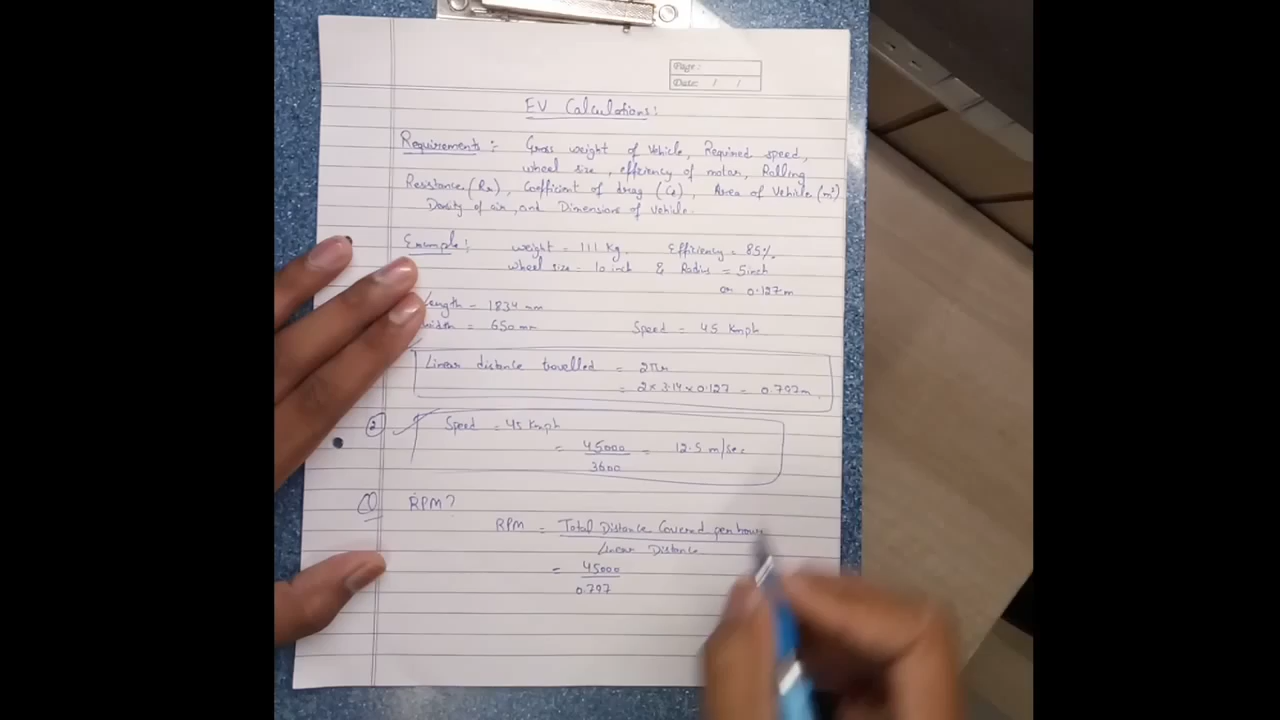 Page:
Date: / /
EV Calculations:
Requirements :- Gross weight of Vehicle, Required speed,
wheel size, efficiency of motor, Rolling
Resistance (Rr), Coefficient of drag (Cd), Area of Vehicle (m²)
Density of air, and Dimensions of Vehicle.
Example: weight = 111 Kg. Efficiency = 85%.
wheel size - 10 inch & Radius = 5inch
or 0.127m
Length = 1834 mm
= 650 mm Speed = 45 Kmph
Linear distance travelled = 2πr
= 2 × 3.14 × 0.127 = 0.797m.
② Speed = 45 Kmph
= 45000/3600 = 12.5 m/sec
① RPM?
RPM = Total Distance Covered per hour
Linear Distance
= 45000
0.797